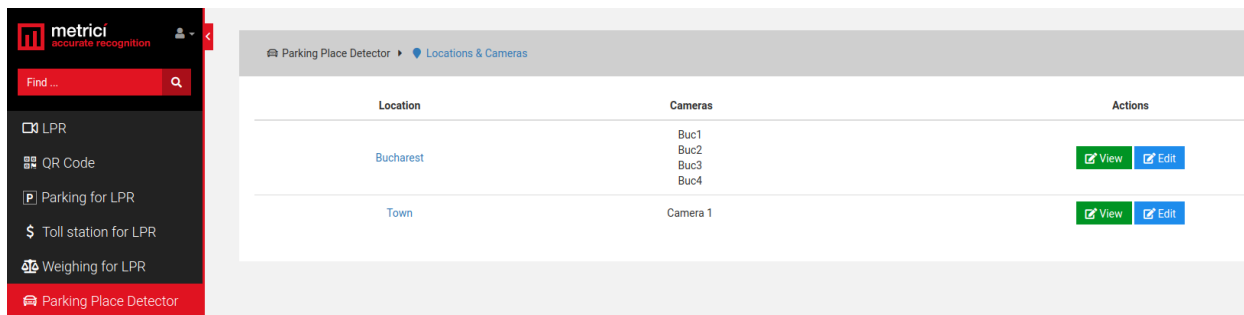 metrici
accurate recognition
Find ...
LPR
QR Code
P Parking for LPR
$ Toll station for LPR
Weighing for LPR
Parking Place Detector
Parking Place Detector Locations & Cameras
Location Cameras Actions
Bucharest
Buc1
Buc2
Buc3
Buc4
View Edit
Town Camera 1 View Edit